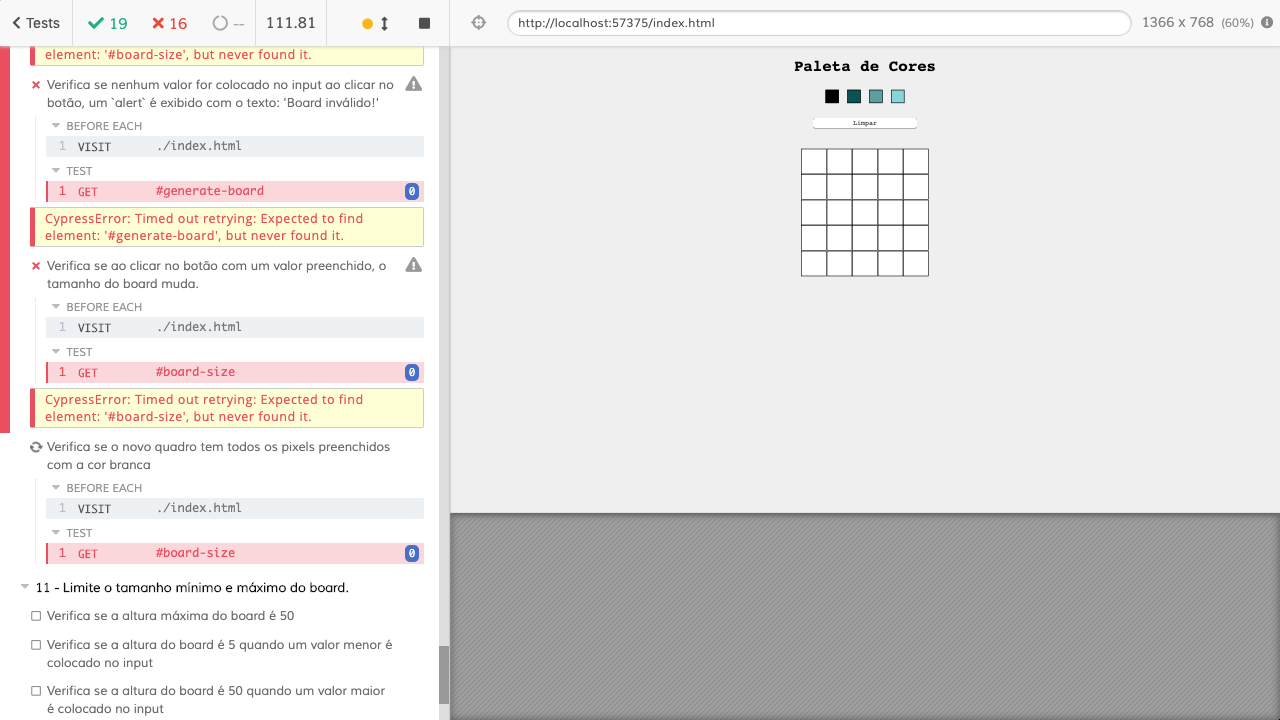 Tests
19
16
--
111.81
http://localhost:57375/index.html
1366 x 768 (60%)
element: '#board-size', but never found it.
Verifica se nenhum valor for colocado no input ao clicar no
botão, um `alert` é exibido com o texto: 'Board inválido!'
BEFORE EACH
1 VISIT ./index.html
TEST
1 GET #generate-board 0
CypressError: Timed out retrying: Expected to find
element: '#generate-board', but never found it.
Verifica se ao clicar no botão com um valor preenchido, o
tamanho do board muda.
BEFORE EACH
1 VISIT ./index.html
TEST
1 GET #board-size 0
CypressError: Timed out retrying: Expected to find
element: '#board-size', but never found it.
Verifica se o novo quadro tem todos os pixels preenchidos
com a cor branca
BEFORE EACH
1 VISIT ./index.html
TEST
1 GET #board-size 0
11 - Limite o tamanho mínimo e máximo do board.
Verifica se a altura máxima do board é 50
Verifica se a altura do board é 5 quando um valor menor é
colocado no input
Verifica se a altura do board é 50 quando um valor maior
é colocado no input
Paleta de Cores
Limpar